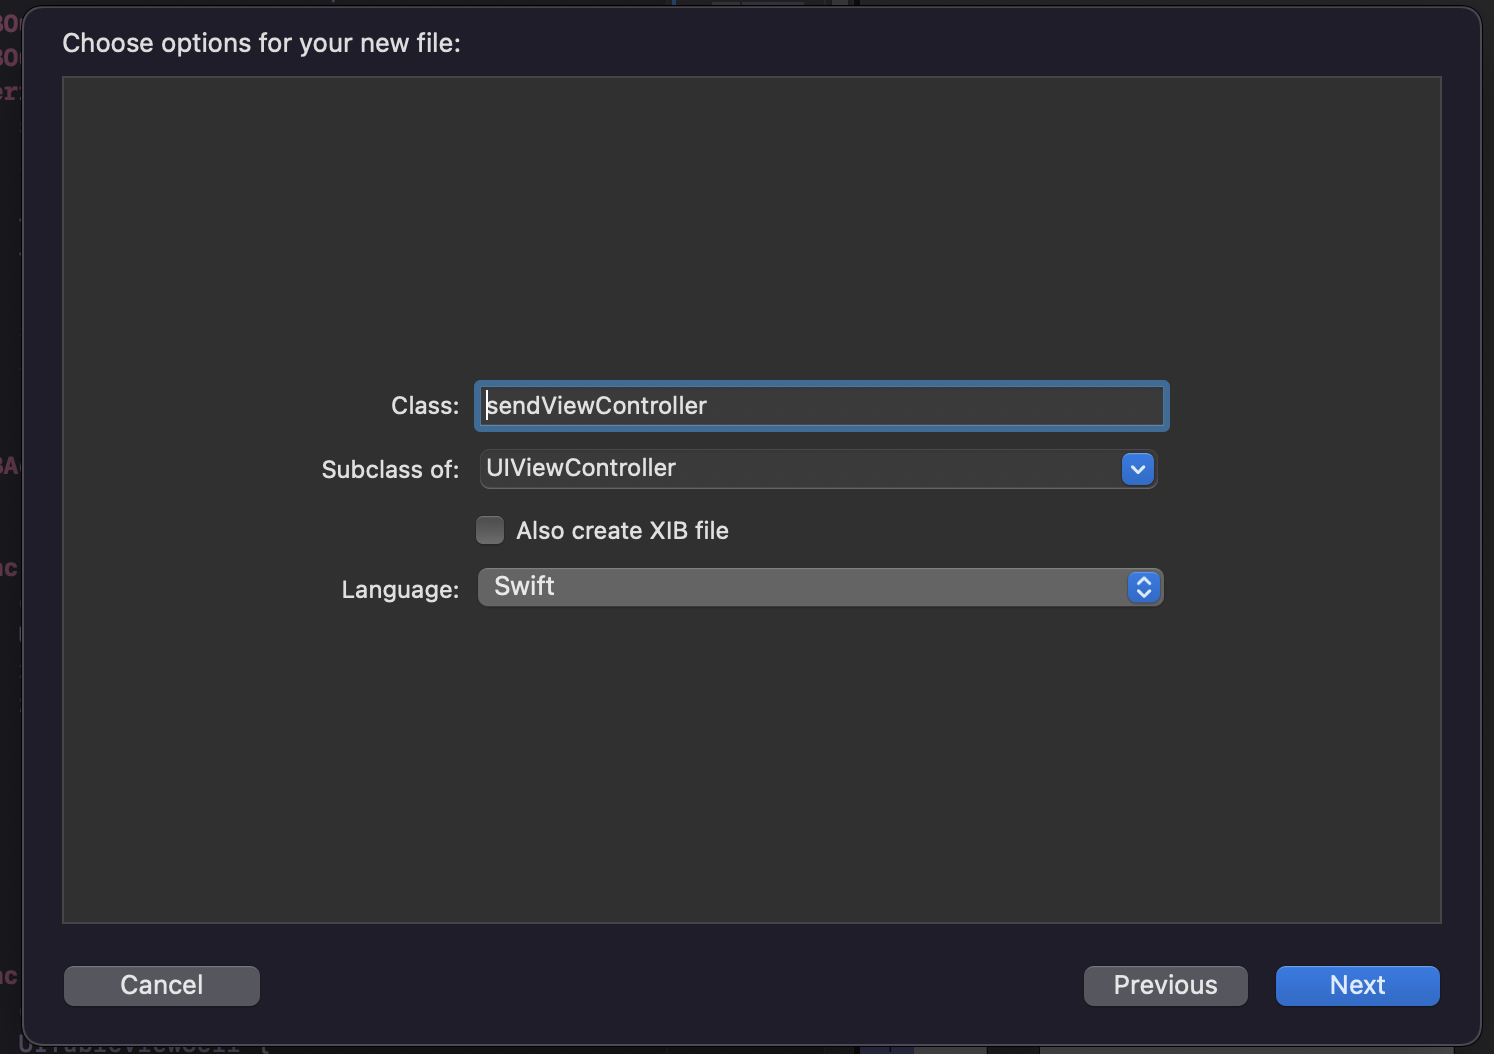 Choose options for your new file:
Class: sendViewController
Subclass of: UIViewController
Also create XIB file
Language: Swift
Cancel Previous Next